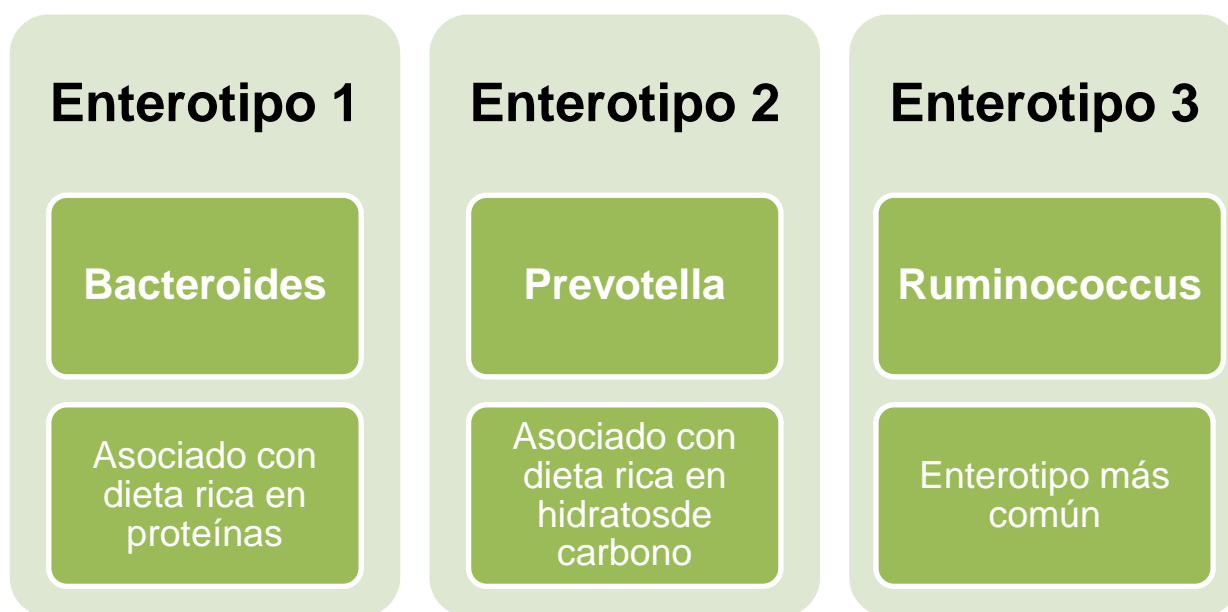 Enterotipo 1
Bacteroides
Asociado con
dieta rica en
proteínas
Enterotipo 2
Prevotella
Asociado con
dieta rica en
hidratosde
carbono
Enterotipo 3
Ruminococcus
Enterotipo más
común